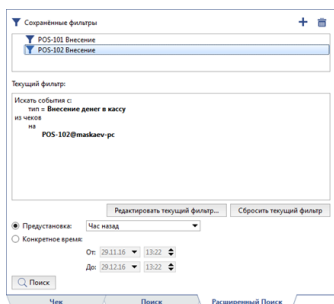 Сохранённые фильтры
POS-101 Внесение
POS-102 Внесение
Текущий фильтр:
Искать события с:
тип = Внесение денег в кассу
из чеков
на
POS-102@maskaev-pc
Редактировать текущий фильтр... Сбросить текущий фильтр
Предустановка: Час назад
Конкретное время:
От: 29.11.16 13:22
До: 29.12.16 13:22
Поиск
Чек Поиск Расширенный Поиск